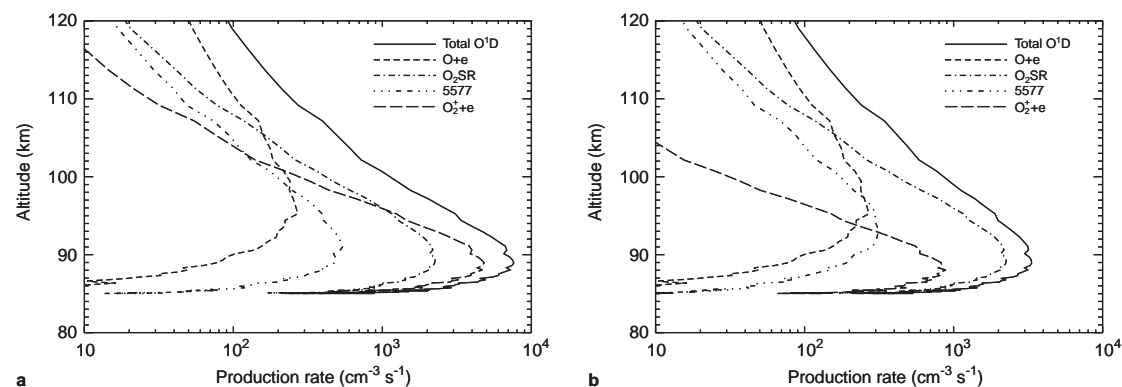 120
110
100
90
80
Altitude (km)
10
10²
10³
10⁴
Production rate (cm⁻³ s⁻¹)
Total O¹D
O+e
O₂SR
5577
O₂⁺+e
a
120
110
100
90
80
Altitude (km)
10
10²
10³
10⁴
Production rate (cm⁻³ s⁻¹)
Total O¹D
O+e
O₂SR
5577
O₂⁺+e
b